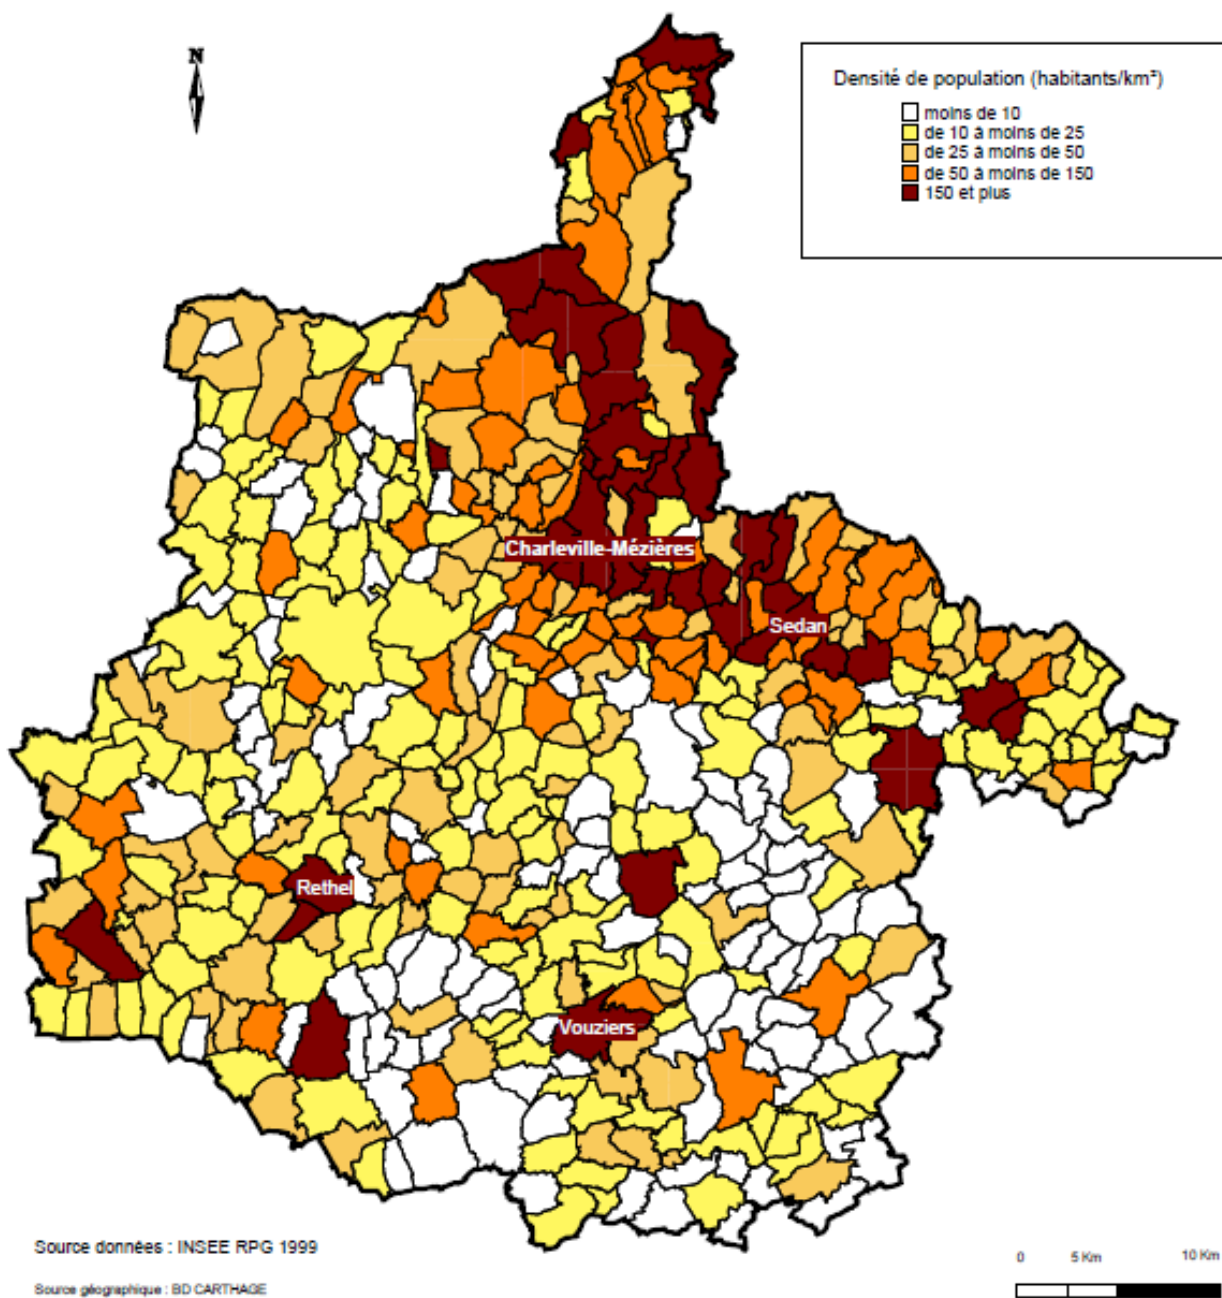 N
Densité de population (habitants/km²)
moins de 10
de 10 à moins de 25
de 25 à moins de 50
de 50 à moins de 150
150 et plus
Charleville-Mézières
Sedan
Rethel
Vouziers
Source données : INSEE RPG 1999
0 5 Km 10 Km
Source géographique : BD CARTHAGE